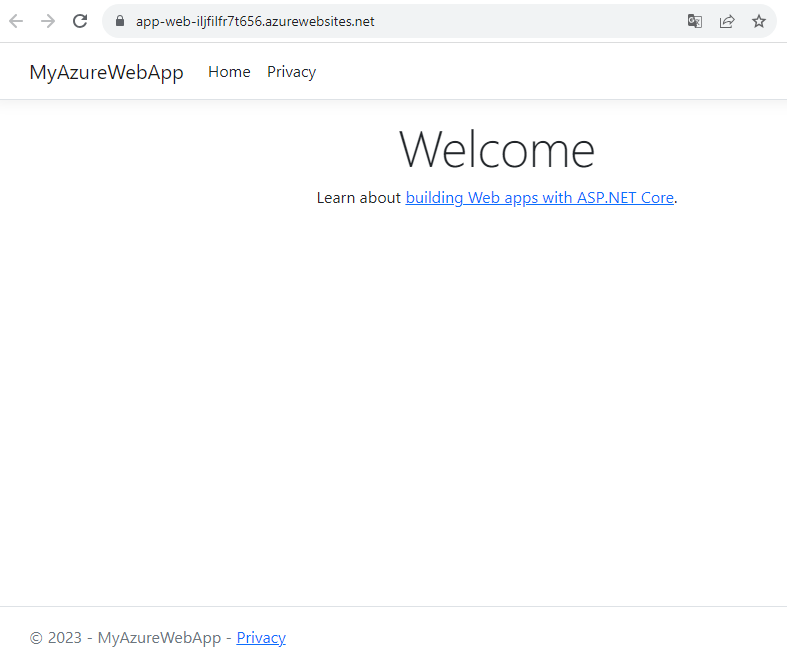 app-web-iljfilfr7t656.azurewebsites.net
MyAzureWebApp Home Privacy
Welcome
Learn about building Web apps with ASP.NET Core.
© 2023 - MyAzureWebApp - Privacy